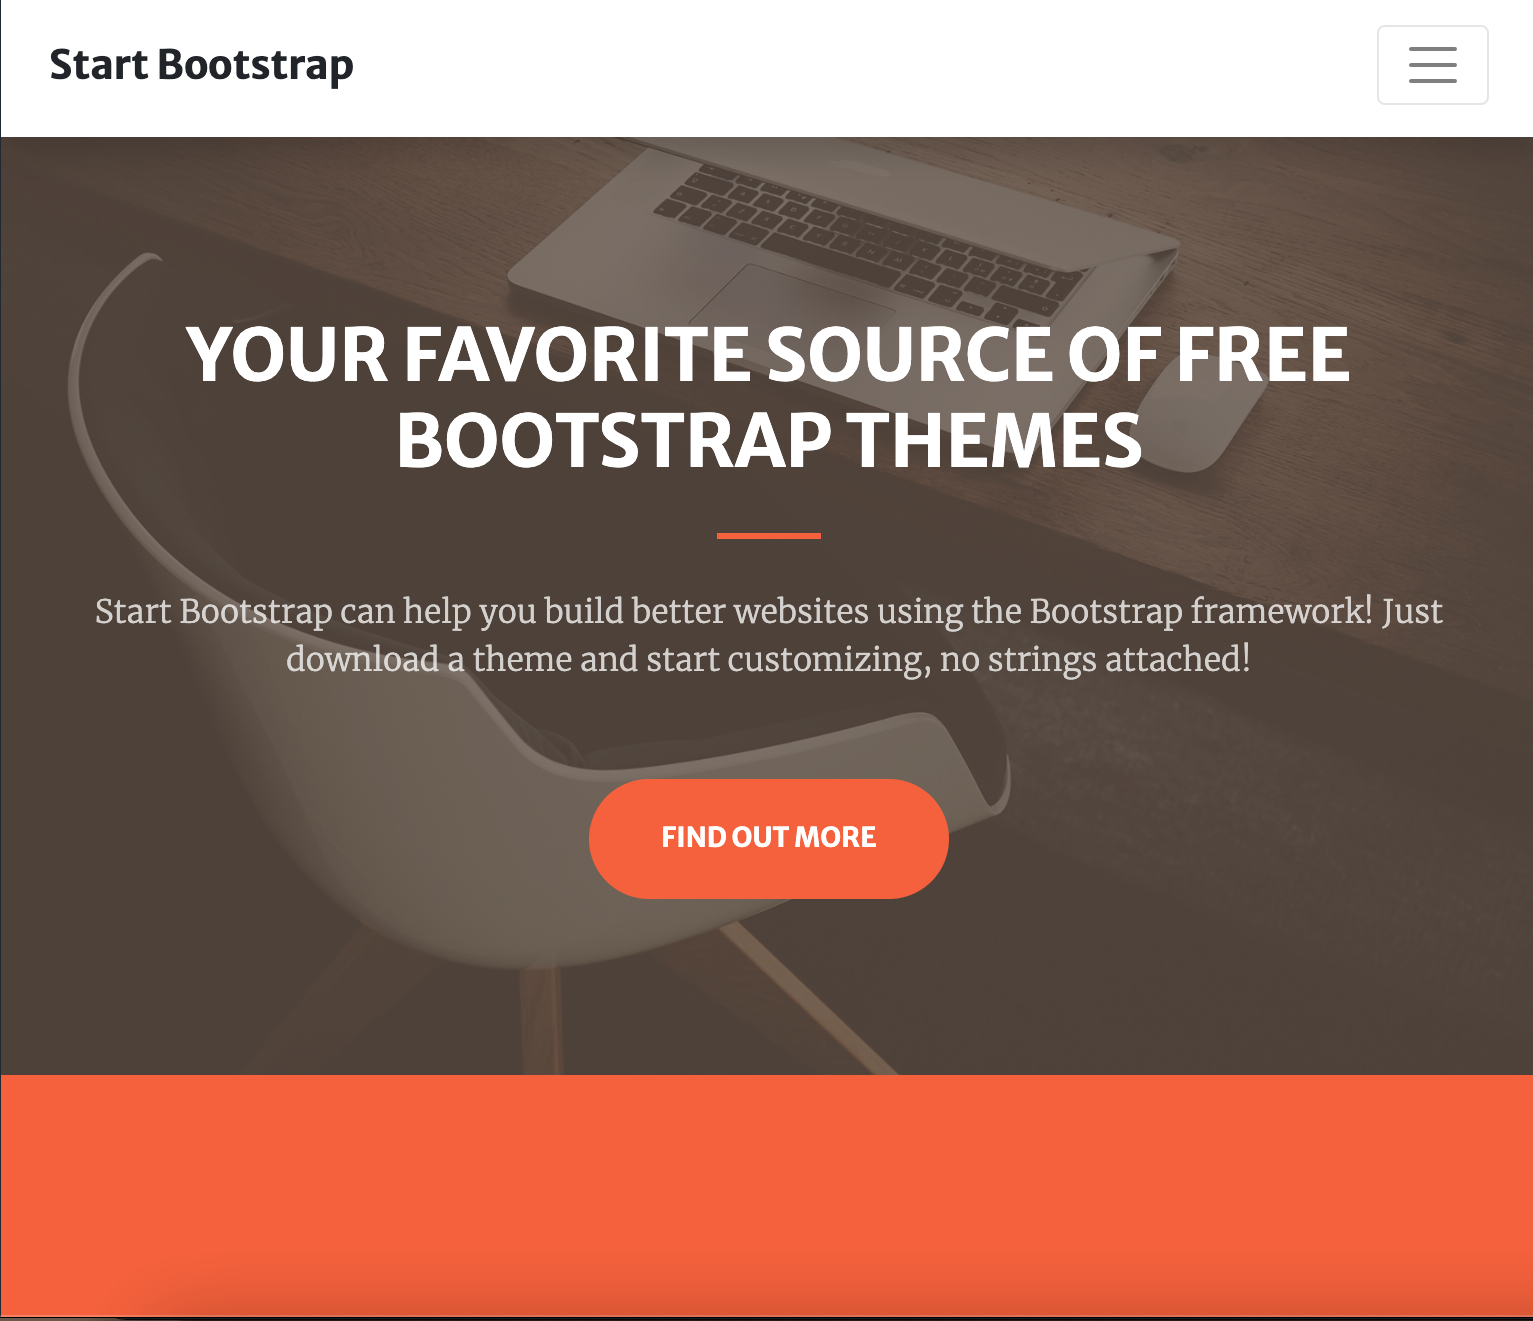 Start Bootstrap
YOUR FAVORITE SOURCE OF FREE
BOOTSTRAP THEMES
Start Bootstrap can help you build better websites using the Bootstrap framework! Just
download a theme and start customizing, no strings attached!
FIND OUT MORE